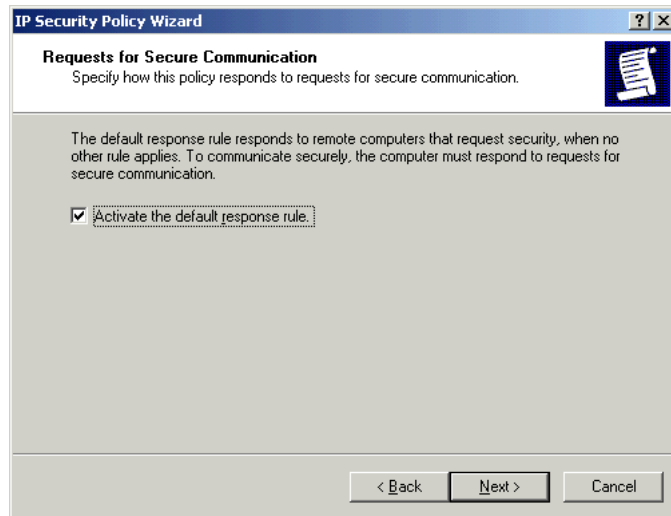 IP Security Policy Wizard
Requests for Secure Communication
Specify how this policy responds to requests for secure communication.
The default response rule responds to remote computers that request security, when no
other rule applies. To communicate securely, the computer must respond to requests for
secure communication.
Activate the default response rule.
< Back Next > Cancel